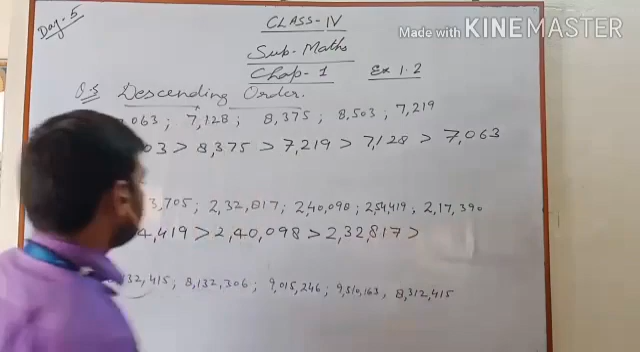 Made with KINEMASTER
Day-5
CLASS-IV
Sub-Maths
Chap-1 Ex 1.2
Q.5 Descending Order.
,063; 7,128; 8,375; 8,503; 7,219
03 > 8,375 > 7,219 > 7,128 > 7,063
3,705; 2,32,817; 2,40,098; 2,54,419; 2,17,390
4,419 > 2,40,098 > 2,32,817 >
32,415; 8,132,306; 9,015,246; 9,510,163, 8,312,415